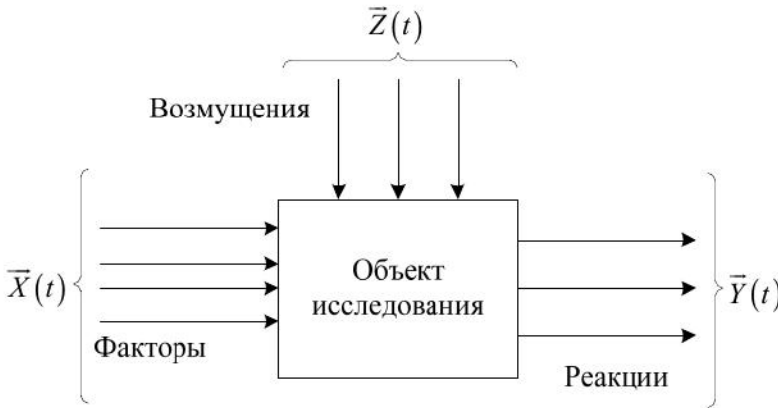 Z(t)
Возмущения
X(t)
Объект
исследования
Y(t)
Факторы
Реакции